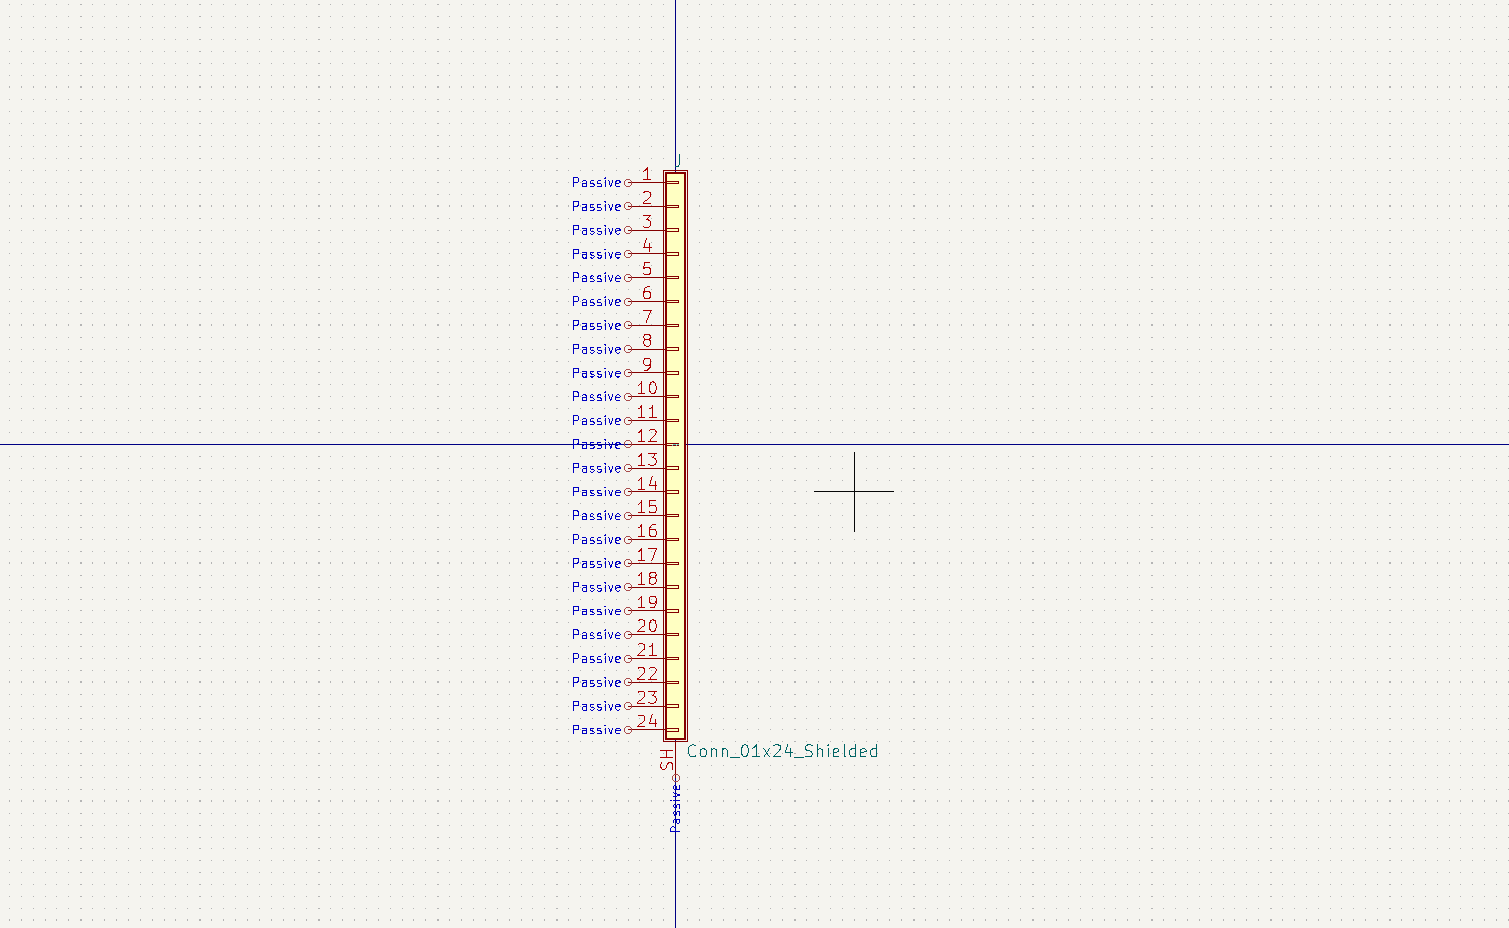 J
Passive 1
Passive 2
Passive 3
Passive 4
Passive 5
Passive 6
Passive 7
Passive 8
Passive 9
Passive 10
Passive 11
Passive 12
Passive 13
Passive 14
Passive 15
Passive 16
Passive 17
Passive 18
Passive 19
Passive 20
Passive 21
Passive 22
Passive 23
Passive 24
SH
Conn_01x24_Shielded
Passive